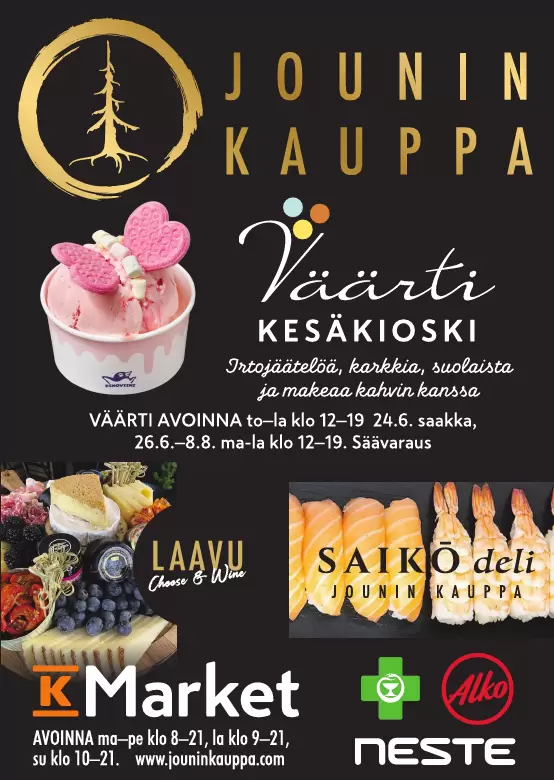 JOUNIN
KAUPPA
Väärti
KESÄKIOSKI
Irtojäätelöä, karkkia, suolaista
ja makeaa kahvin kanssa
VÄÄRTI AVOINNA to–la klo 12–19 24.6. saakka,
26.6.–8.8. ma-la klo 12–19. Säävaraus
LAAVU
Cheese & Wine
SAIKŌ deli
JOUNIN KAUPPA
K Market
AVOINNA ma–pe klo 8–21, la klo 9–21,
su klo 10–21. www.jouninkauppa.com
Alko
NESTE